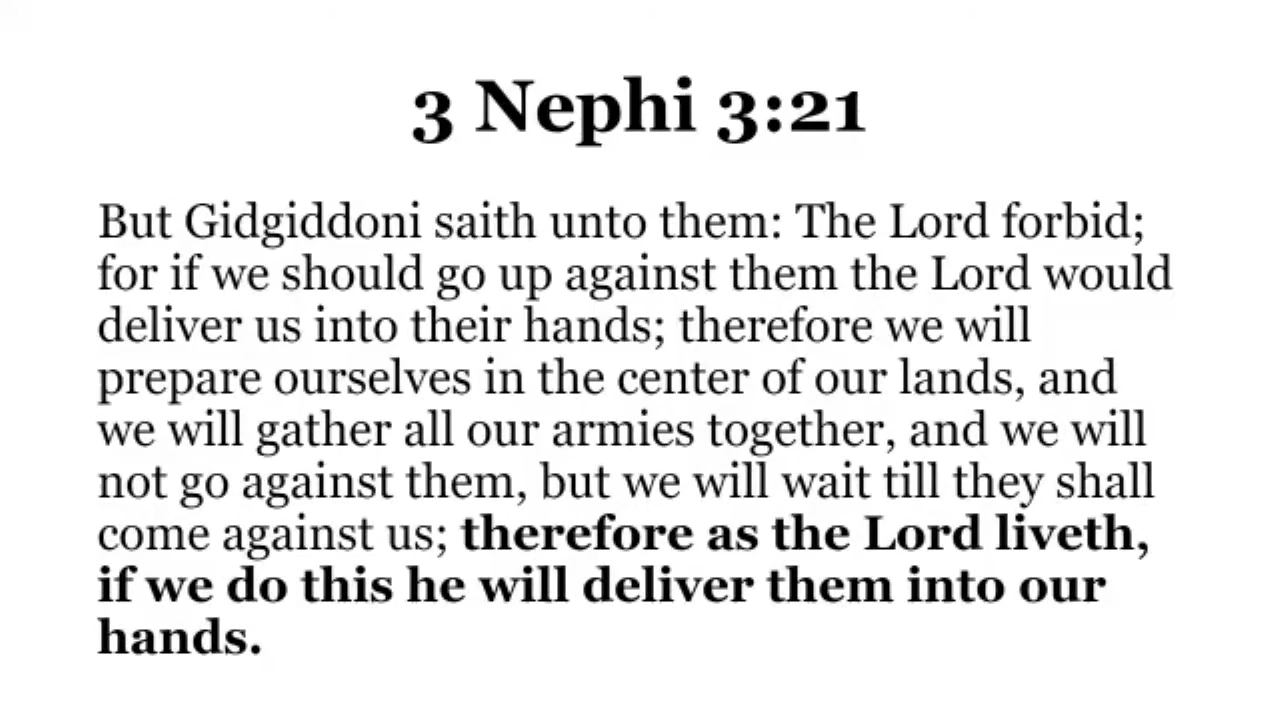 3 Nephi 3:21
But Gidgiddoni saith unto them: The Lord forbid;
for if we should go up against them the Lord would
deliver us into their hands; therefore we will
prepare ourselves in the center of our lands, and
we will gather all our armies together, and we will
not go against them, but we will wait till they shall
come against us; therefore as the Lord liveth,
if we do this he will deliver them into our
hands.